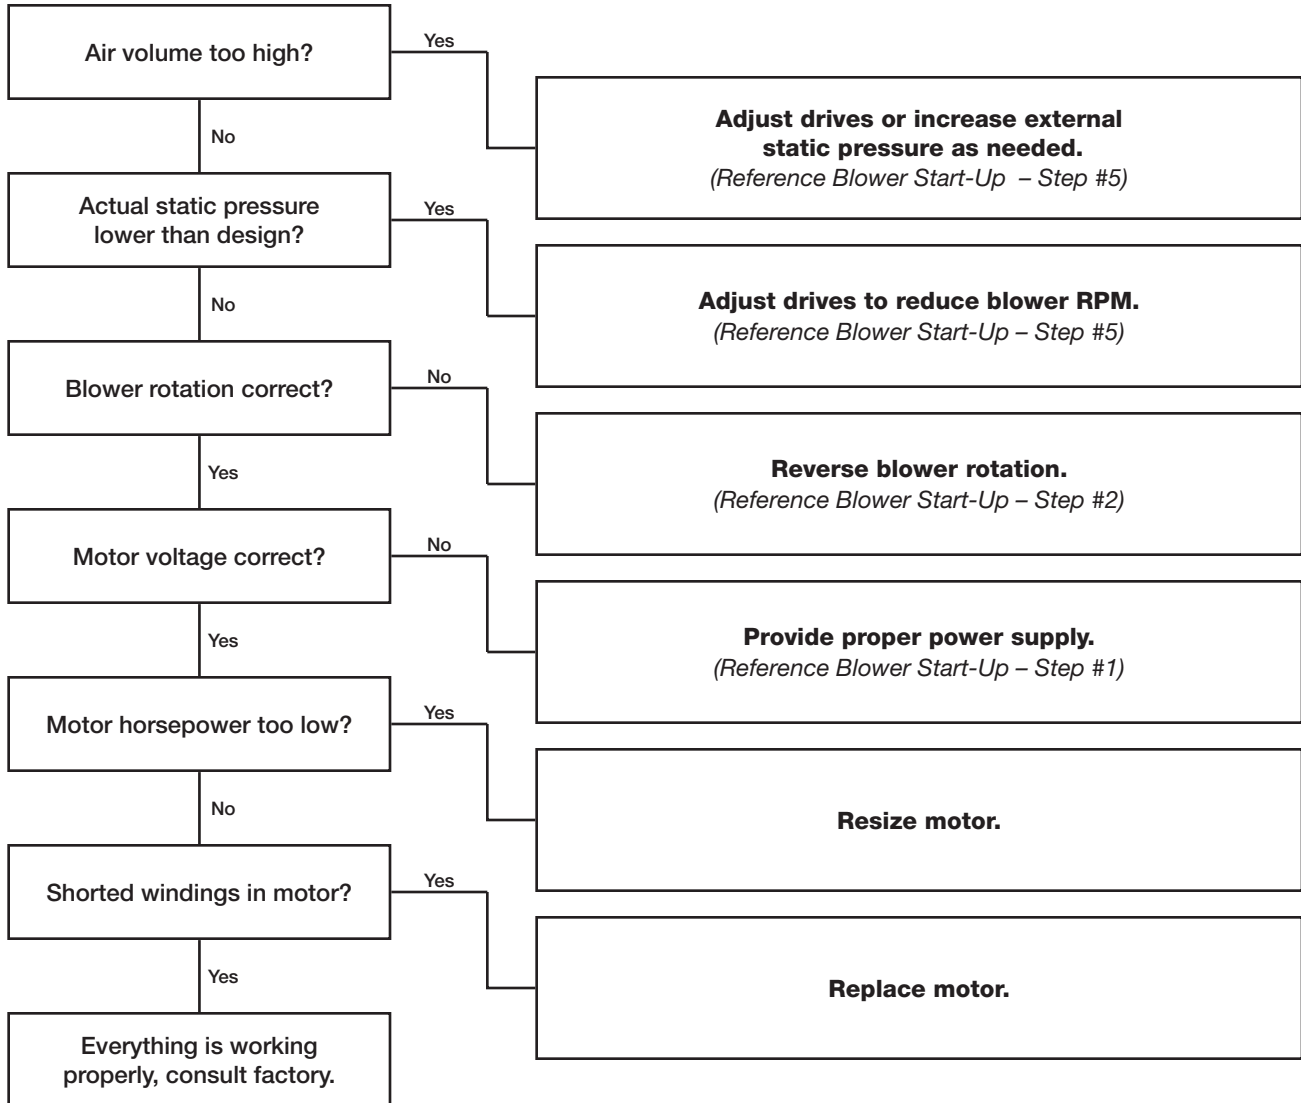 Air volume too high?
Yes
Adjust drives or increase external
static pressure as needed.
(Reference Blower Start-Up – Step #5)
No
Actual static pressure
lower than design?
Yes
Adjust drives to reduce blower RPM.
(Reference Blower Start-Up – Step #5)
No
Blower rotation correct?
No
Reverse blower rotation.
(Reference Blower Start-Up – Step #2)
Yes
Motor voltage correct?
No
Provide proper power supply.
(Reference Blower Start-Up – Step #1)
Yes
Motor horsepower too low?
Yes
Resize motor.
No
Shorted windings in motor?
Yes
Replace motor.
Yes
Everything is working
properly, consult factory.